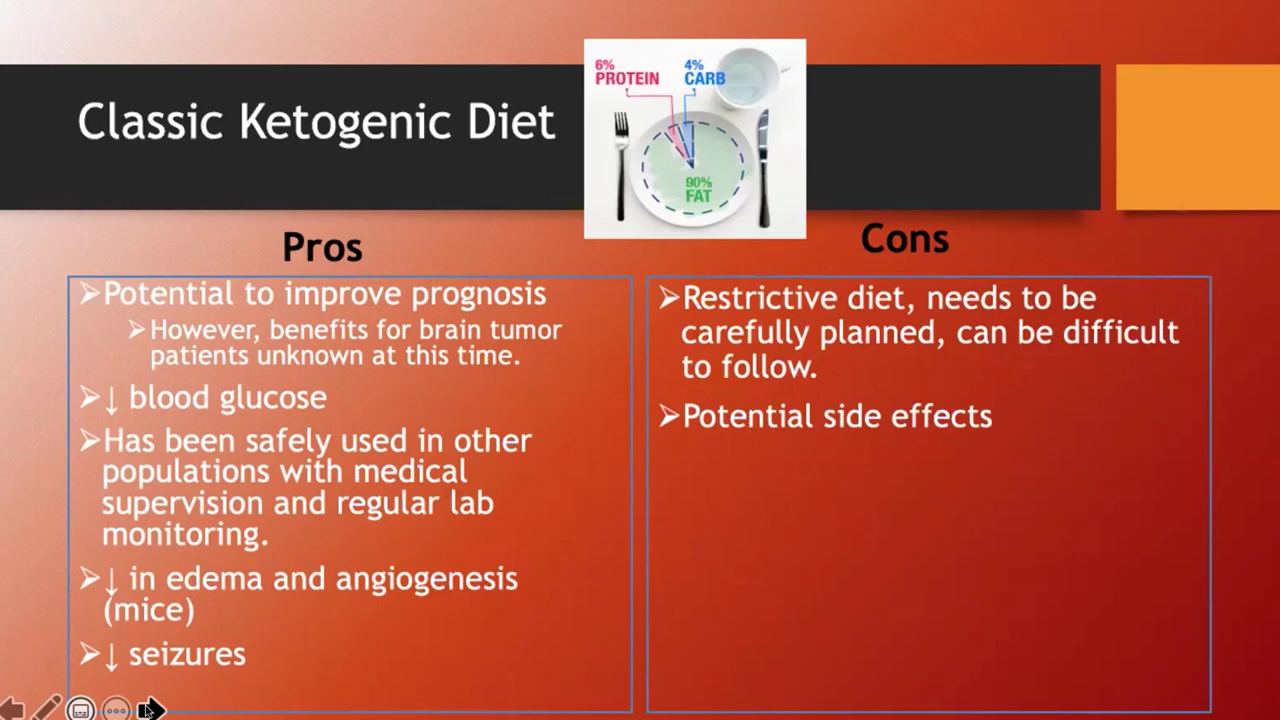 6%
PROTEIN
4%
CARB
Classic Ketogenic Diet
90%
FAT
Pros
➢Potential to improve prognosis
➢However, benefits for brain tumor
patients unknown at this time.
➢↓ blood glucose
➢Has been safely used in other
populations with medical
supervision and regular lab
monitoring.
➢↓ in edema and angiogenesis
(mice)
➢↓ seizures
Cons
➢Restrictive diet, needs to be
carefully planned, can be difficult
to follow.
➢Potential side effects